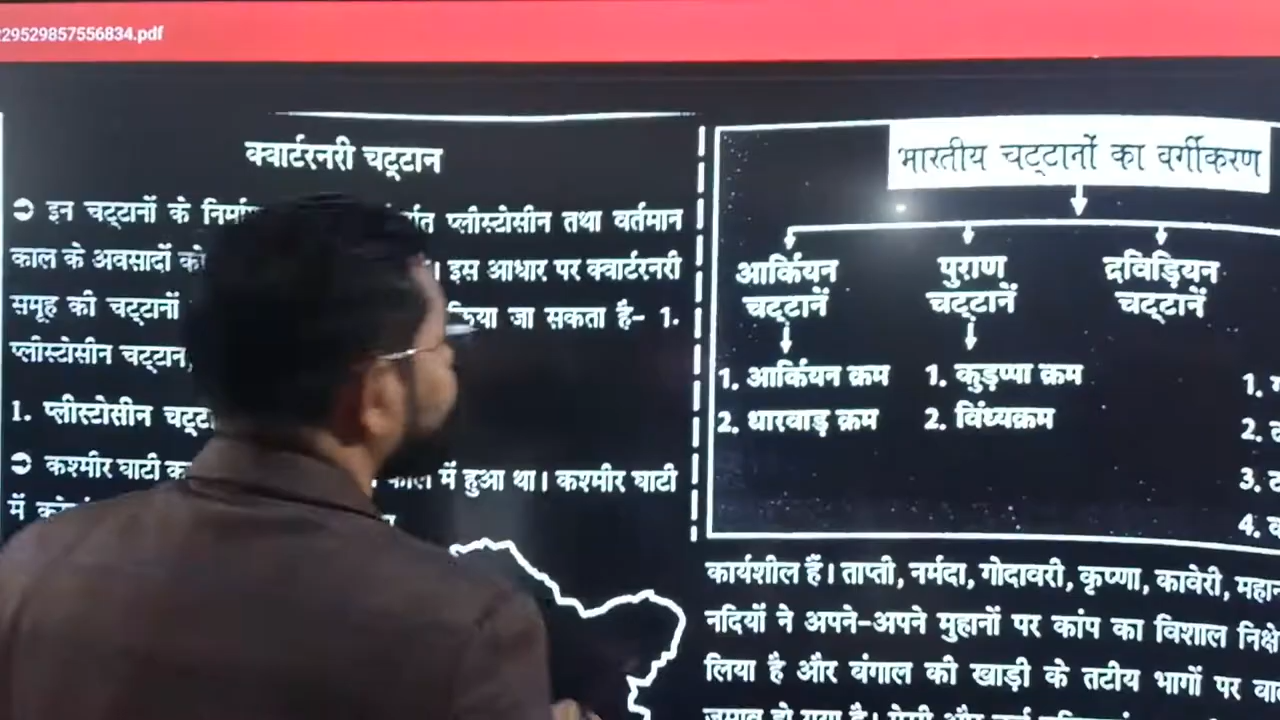 29529857556834.pdf
क्वार्टरनरी चट्टान
➲ इन चट्टानों के प्लीस्टोसीन तथा वर्तमान
काल के अवसादों को । इस आधार पर क्वार्टरनरी
समूह की चट्टानों किया जा सकता है- 1.
प्लीस्टोसीन चट्टान,
1. प्लीस्टोसीन
➲ कश्मीर घाटी का काल में हुआ था। कश्मीर घाटी
में
भारतीय चट्टानों का वर्गीकरण
आर्कियन चट्टानें
1. आर्कियन क्रम
2. धारवाड़ क्रम
पुराण चट्टानें
1. कुड़प्पा क्रम
2. विंध्यक्रम
द्रविड़ियन चट्टानें
1.
2.
3.
4.
कार्यशील हैं। ताप्ती, नर्मदा, गोदावरी, कृष्णा, कावेरी,
नदियों ने अपने-अपने मुहानों पर कांप का विशाल
लिया है और बंगाल की खाड़ी के तटीय भागों पर
जमाव हो गया है।